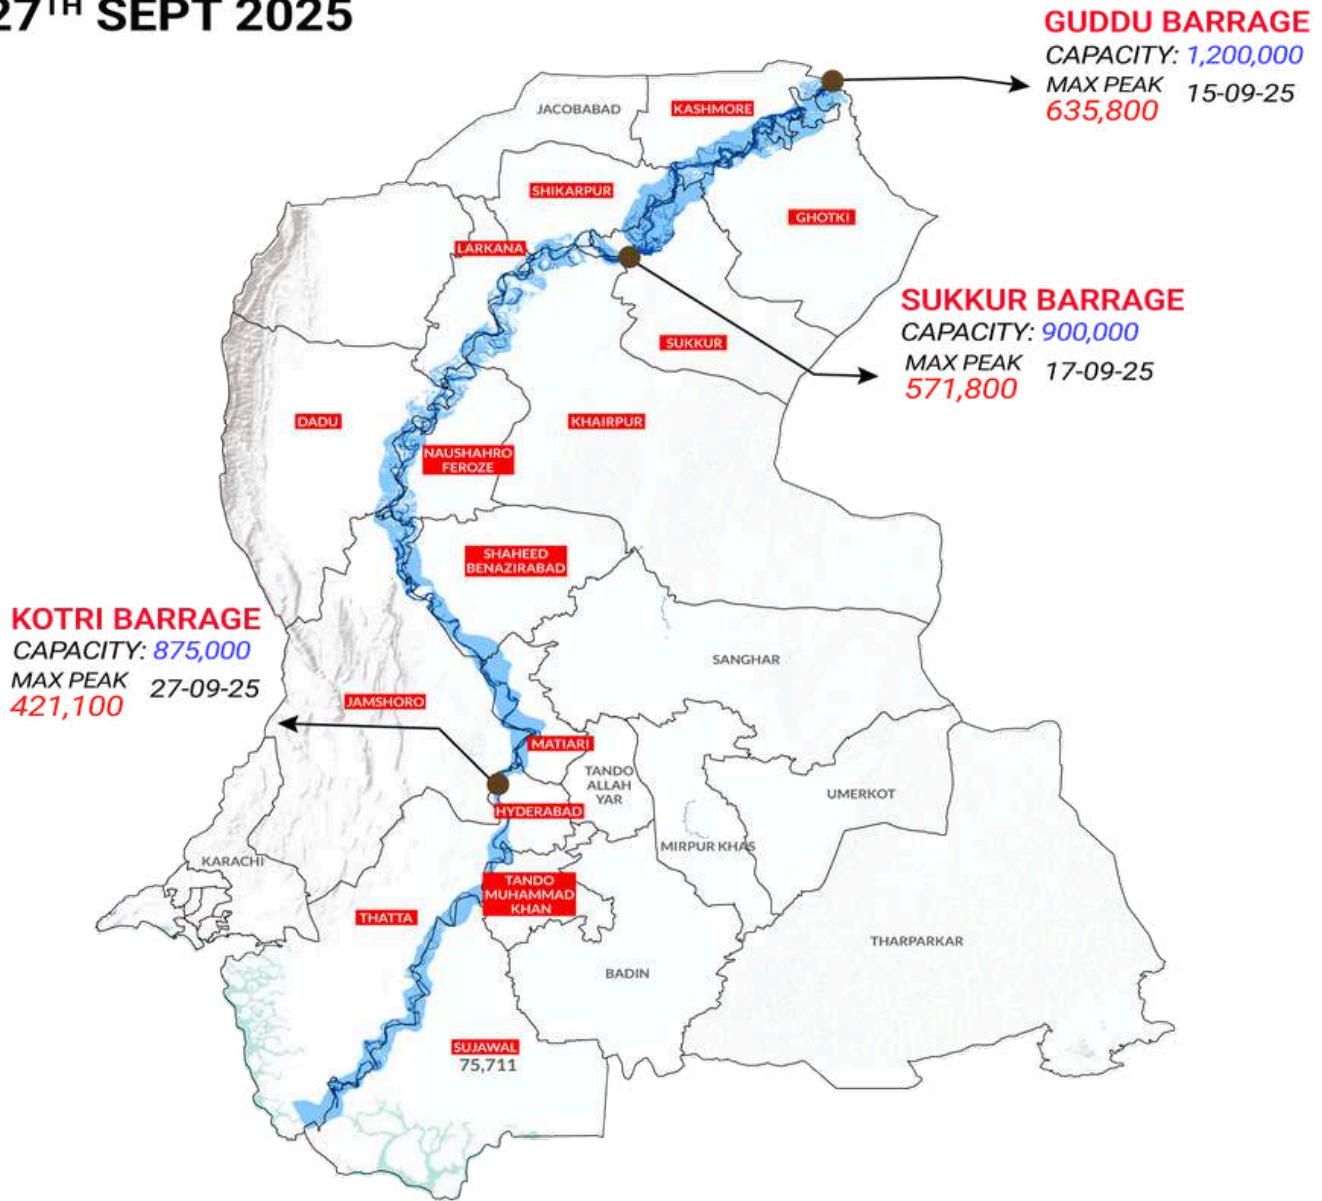 27TH SEPT 2025
GUDDU BARRAGE
CAPACITY: 1,200,000
MAX PEAK 15-09-25
635,800
JACOBABAD
KASHMORE
SHIKARPUR
GHOTKI
LARKANA
SUKKUR BARRAGE
CAPACITY: 900,000
MAX PEAK 17-09-25
571,800
SUKKUR
DADU
KHAIRPUR
NAUSHAHRO
FEROZE
SHAHEED
BENAZIRABAD
KOTRI BARRAGE
CAPACITY: 875,000
MAX PEAK 27-09-25
421,100
SANGHAR
JAMSHORO
MATIARI
TANDO
ALLAH
YAR
UMERKOT
HYDERABAD
MIRPUR KHAS
KARACHI
TANDO
MUHAMMAD
KHAN
THATTA
THARPARKAR
BADIN
SUJAWAL
75,711